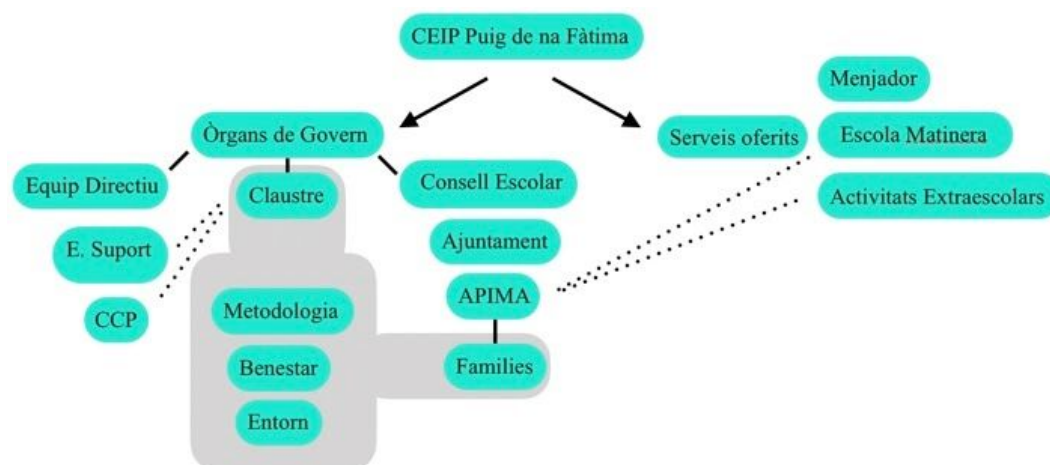 CEIP Puig de na Fàtima
Menjador
Òrgans de Govern
Serveis oferits
Escola Matinera
Equip Directiu
Claustre
Consell Escolar
Activitats Extraescolars
E. Suport
Ajuntament
CCP
Metodologia
APIMA
Benestar
Families
Entorn